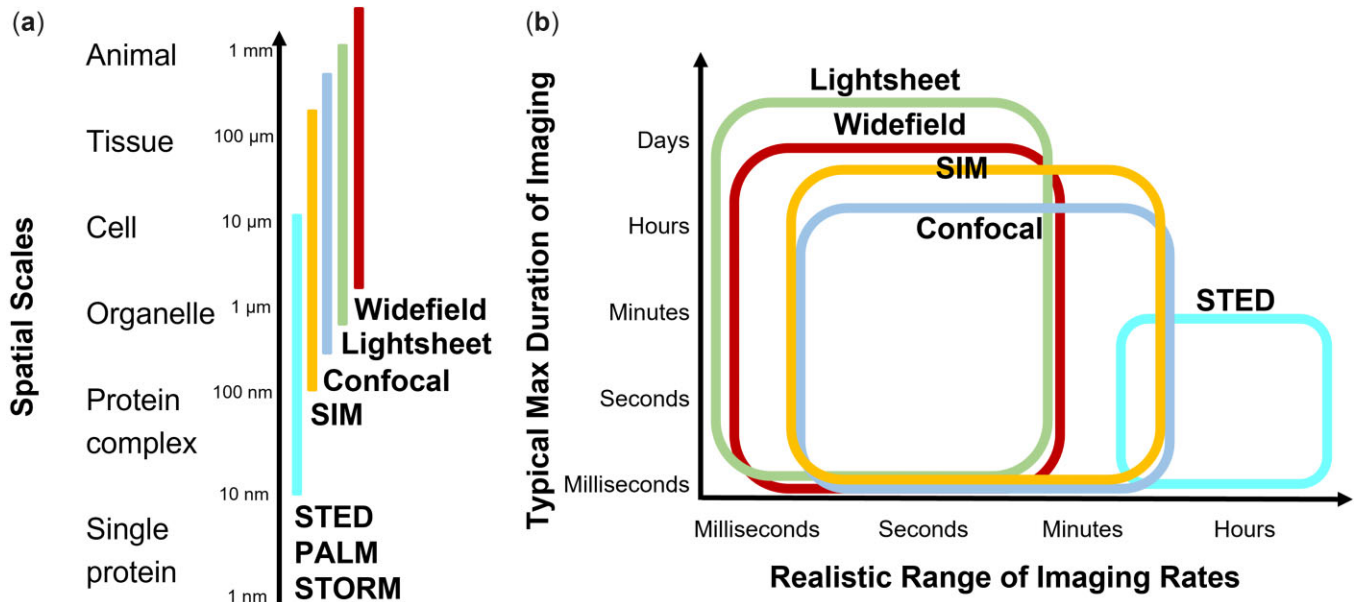 (a)
Spatial Scales
Animal
Tissue
Cell
Organelle
Protein
complex
Single
protein
1 mm
100 µm
10 µm
1 µm
100 nm
10 nm
1 nm
Widefield
Lightsheet
Confocal
SIM
STED
PALM
STORM
(b)
Typical Max Duration of Imaging
Days
Hours
Minutes
Seconds
Milliseconds
Lightsheet
Widefield
SIM
Confocal
STED
Milliseconds
Seconds
Minutes
Hours
Realistic Range of Imaging Rates